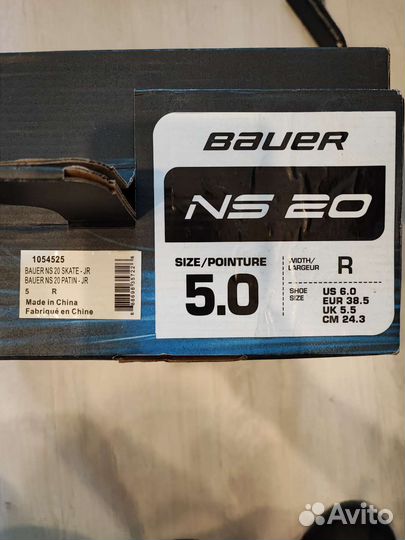 BAUER
NS 20
SIZE/POINTURE
5.0
WIDTH/
LARGEUR
R
SHOE
SIZE
US 6.0
EUR 38.5
UK 5.5
CM 24.3
1054525
BAUER NS 20 SKATE - JR
BAUER NS 20 PATIN - JR
5 R
Made in China
Fabriqué en Chine
Avito